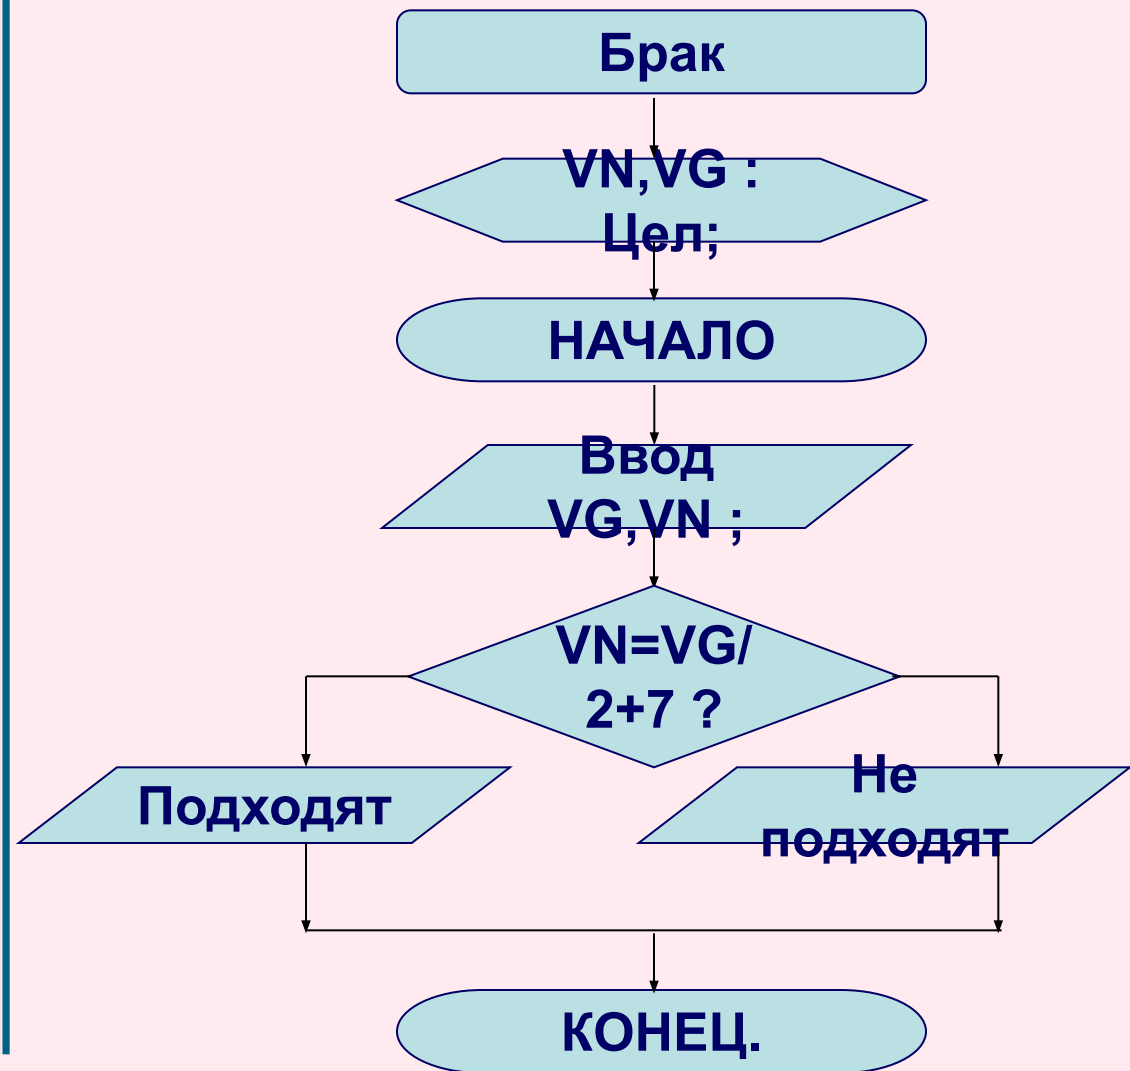 Брак
VN,VG :
Цел;
НАЧАЛО
Ввод
VG,VN ;
VN=VG/
2+7 ?
Подходят
Не
подходят
КОНЕЦ.